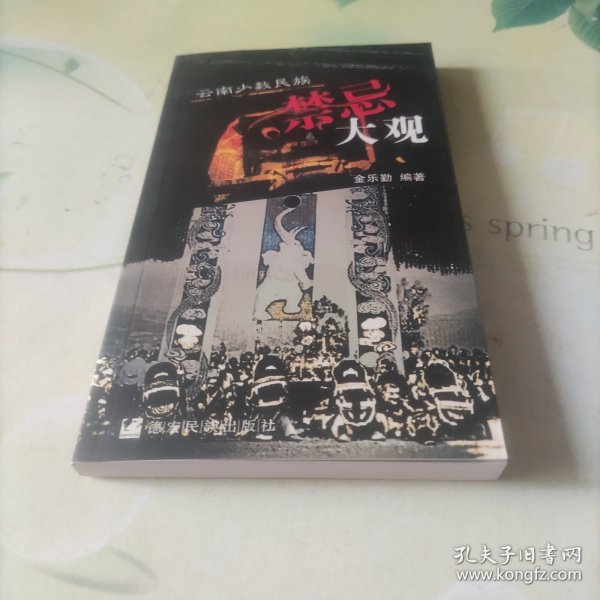 云南少数民族
禁忌
大观
金乐勤 编著
德宏民族出版社
s spring
孔夫子旧书网
www.kongfz.com